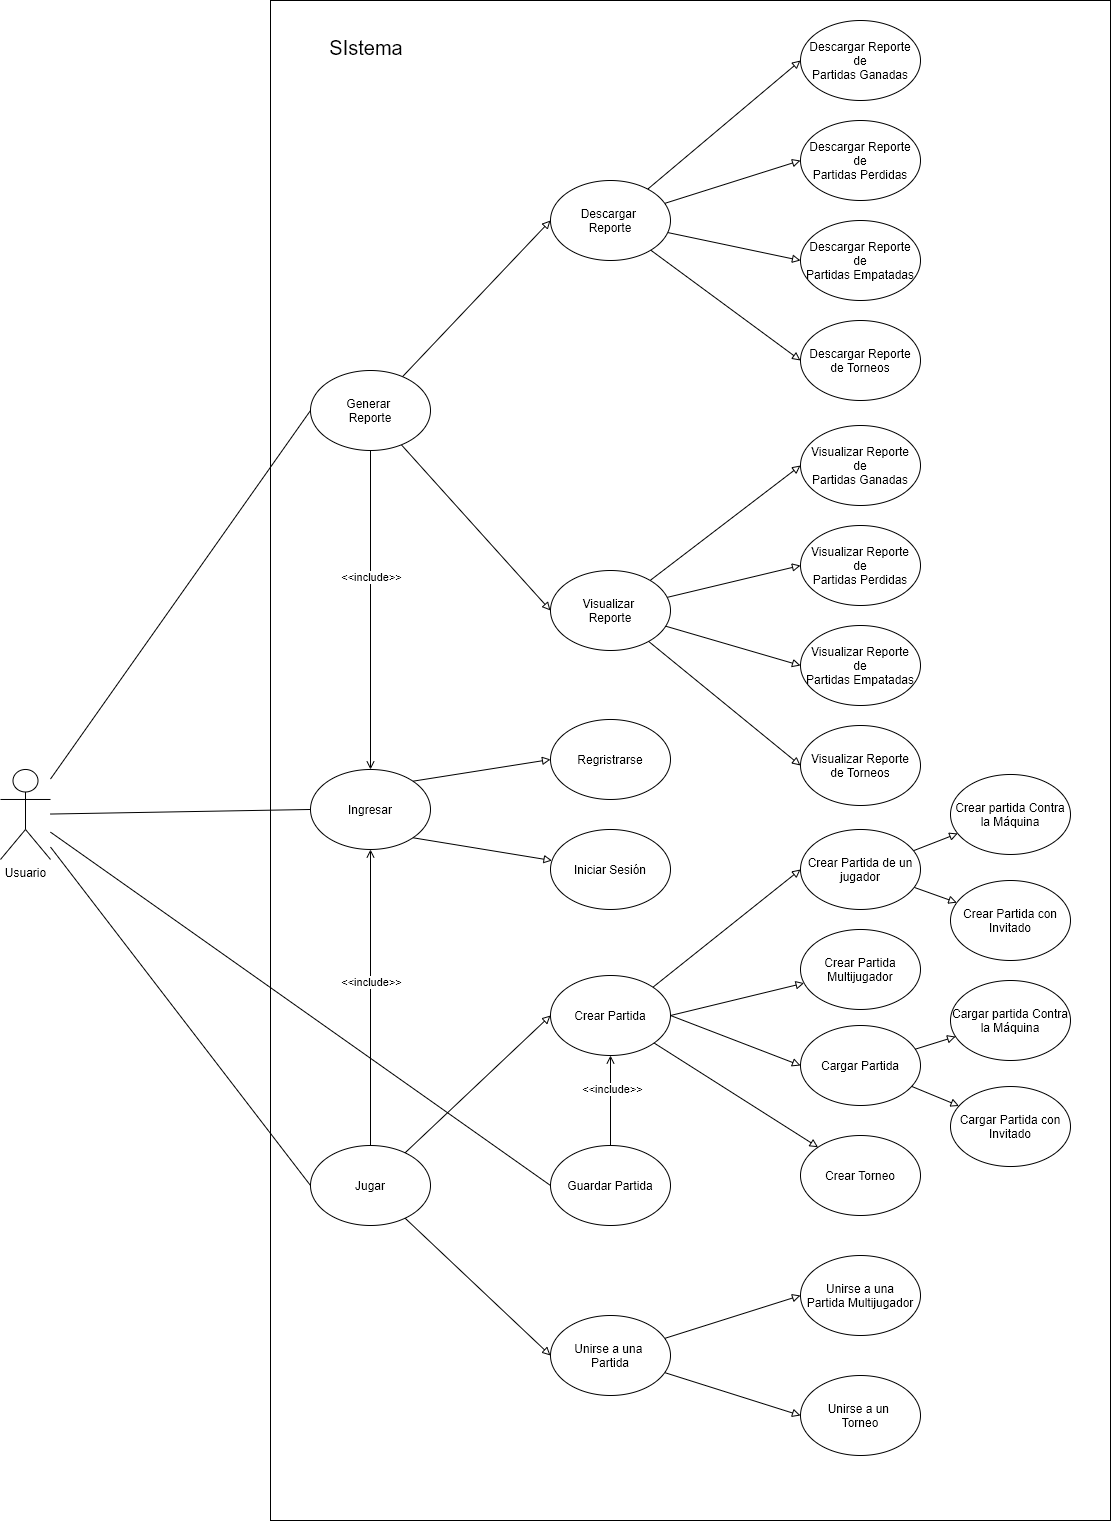 SIstema
Descargar Reporte
de
Partidas Ganadas
Descargar Reporte
de
Partidas Perdidas
Descargar
Reporte
Descargar Reporte
de
Partidas Empatadas
Descargar Reporte
de Torneos
Generar
Reporte
Visualizar Reporte
de
Partidas Ganadas
<<include>>
Visualizar Reporte
de
Partidas Perdidas
Visualizar
Reporte
Visualizar Reporte
de
Partidas Empatadas
Regristrarse
Visualizar Reporte
de Torneos
Usuario
Ingresar
Iniciar Sesión
Crear Partida de un
jugador
Crear partida Contra
la Máquina
Crear Partida con
Invitado
<<include>>
Crear Partida
Multijugador
Crear Partida
Cargar partida Contra
la Máquina
Cargar Partida
<<include>>
Cargar Partida con
Invitado
Jugar
Guardar Partida
Crear Torneo
Unirse a una
Partida Multijugador
Unirse a una
Partida
Unirse a un
Torneo